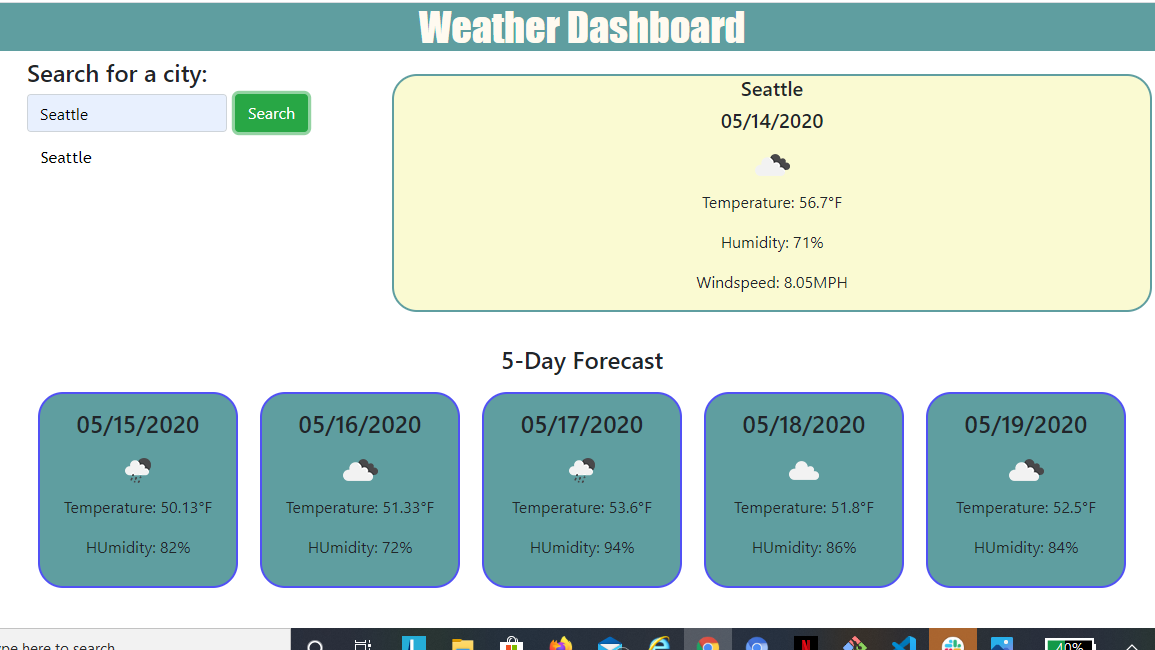 Weather Dashboard
Search for a city:
Seattle
Search
Seattle
Seattle
05/14/2020
Temperature: 56.7°F
Humidity: 71%
Windspeed: 8.05MPH
5-Day Forecast
05/15/2020
Temperature: 50.13°F
HUmidity: 82%
05/16/2020
Temperature: 51.33°F
HUmidity: 72%
05/17/2020
Temperature: 53.6°F
HUmidity: 94%
05/18/2020
Temperature: 51.8°F
HUmidity: 86%
05/19/2020
Temperature: 52.5°F
HUmidity: 84%
here to search
N
40%